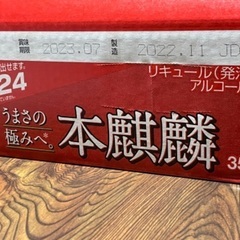 賞味期限 2023.07 製造 2022.11 JD
出せます。
24
リキュール(発泡
アルコール
うまさの
極みへ。
本麒麟
35